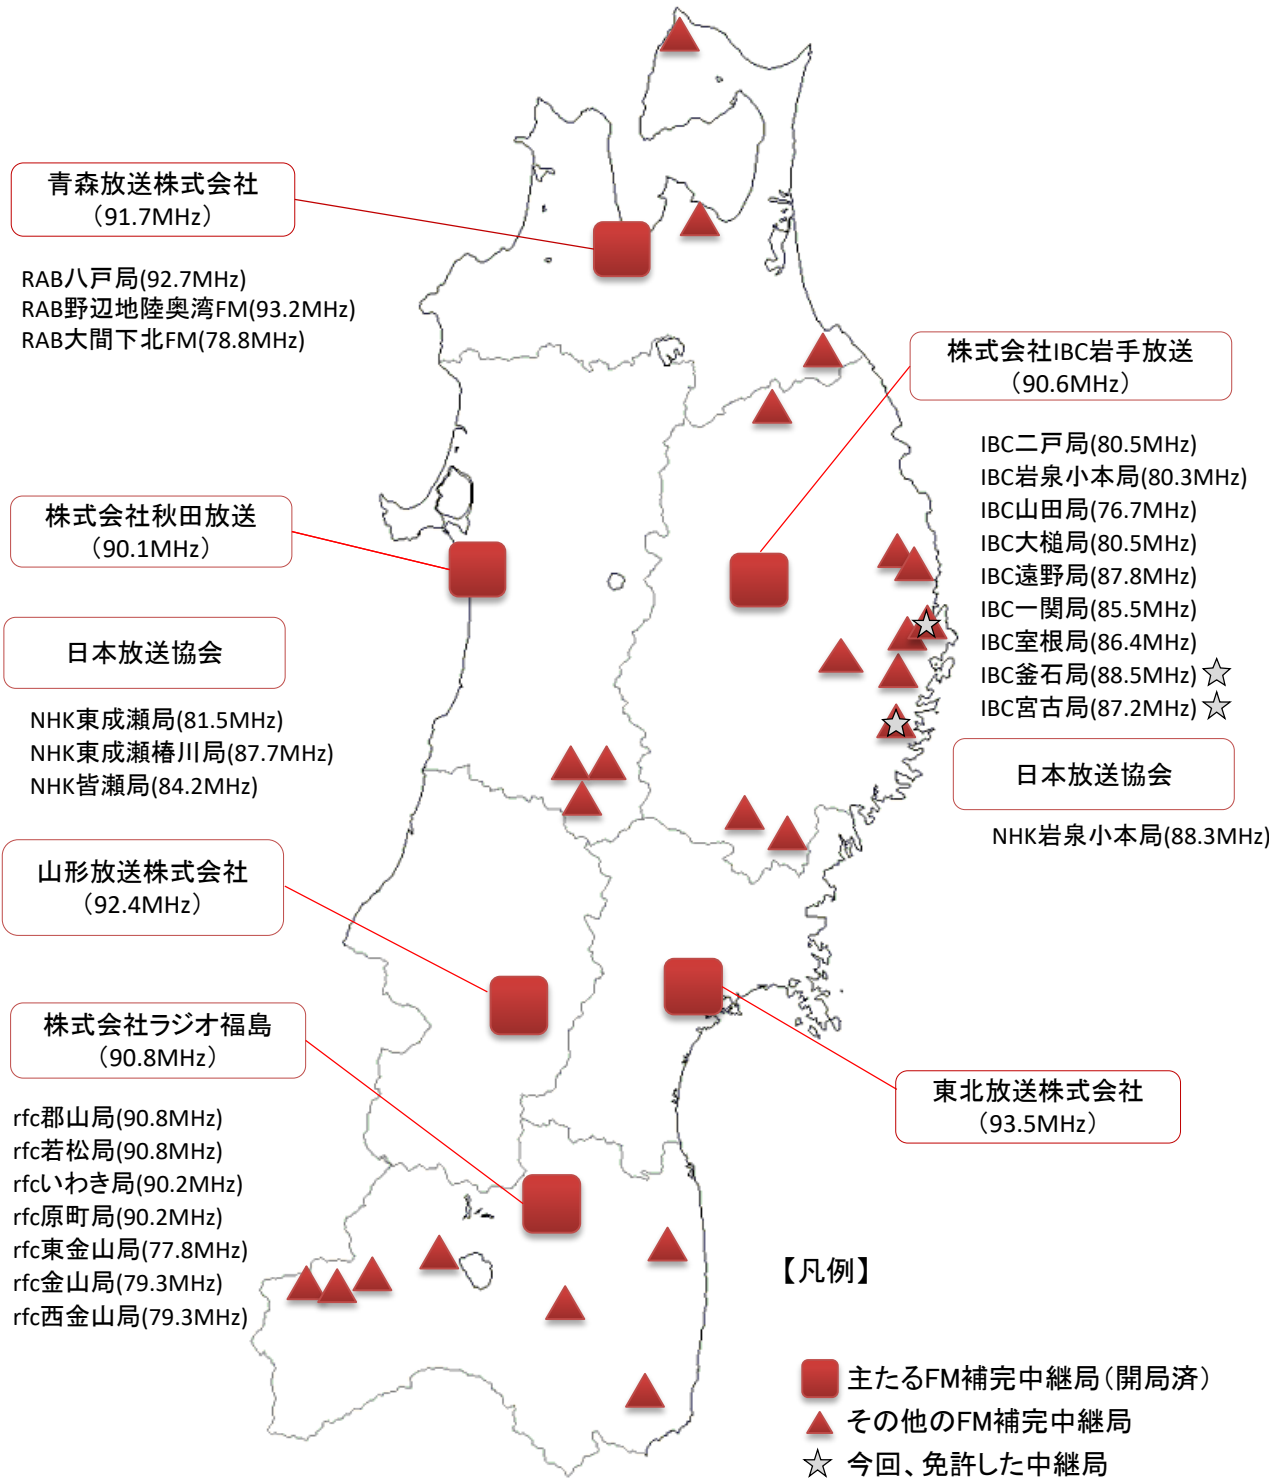 青森放送株式会社
（91.7MHz）
RAB八戸局(92.7MHz)
RAB野辺地陸奥湾FM(93.2MHz)
RAB大間下北FM(78.8MHz)
株式会社IBC岩手放送
（90.6MHz）
IBC二戸局(80.5MHz)
IBC岩泉小本局(80.3MHz)
IBC山田局(76.7MHz)
IBC大槌局(80.5MHz)
IBC遠野局(87.8MHz)
IBC一関局(85.5MHz)
IBC室根局(86.4MHz)
IBC釜石局(88.5MHz)
IBC宮古局(87.2MHz)
日本放送協会
NHK岩泉小本局(88.3MHz)
株式会社秋田放送
（90.1MHz）
日本放送協会
NHK東成瀬局(81.5MHz)
NHK東成瀬椿川局(87.7MHz)
NHK皆瀬局(84.2MHz)
山形放送株式会社
（92.4MHz）
株式会社ラジオ福島
（90.8MHz）
rfc郡山局(90.8MHz)
rfc若松局(90.8MHz)
rfcいわき局(90.2MHz)
rfc原町局(90.2MHz)
rfc東金山局(77.8MHz)
rfc金山局(79.3MHz)
rfc西金山局(79.3MHz)
東北放送株式会社
（93.5MHz）
【凡例】
主たるFM補完中継局（開局済）
その他のFM補完中継局
今回、免許した中継局